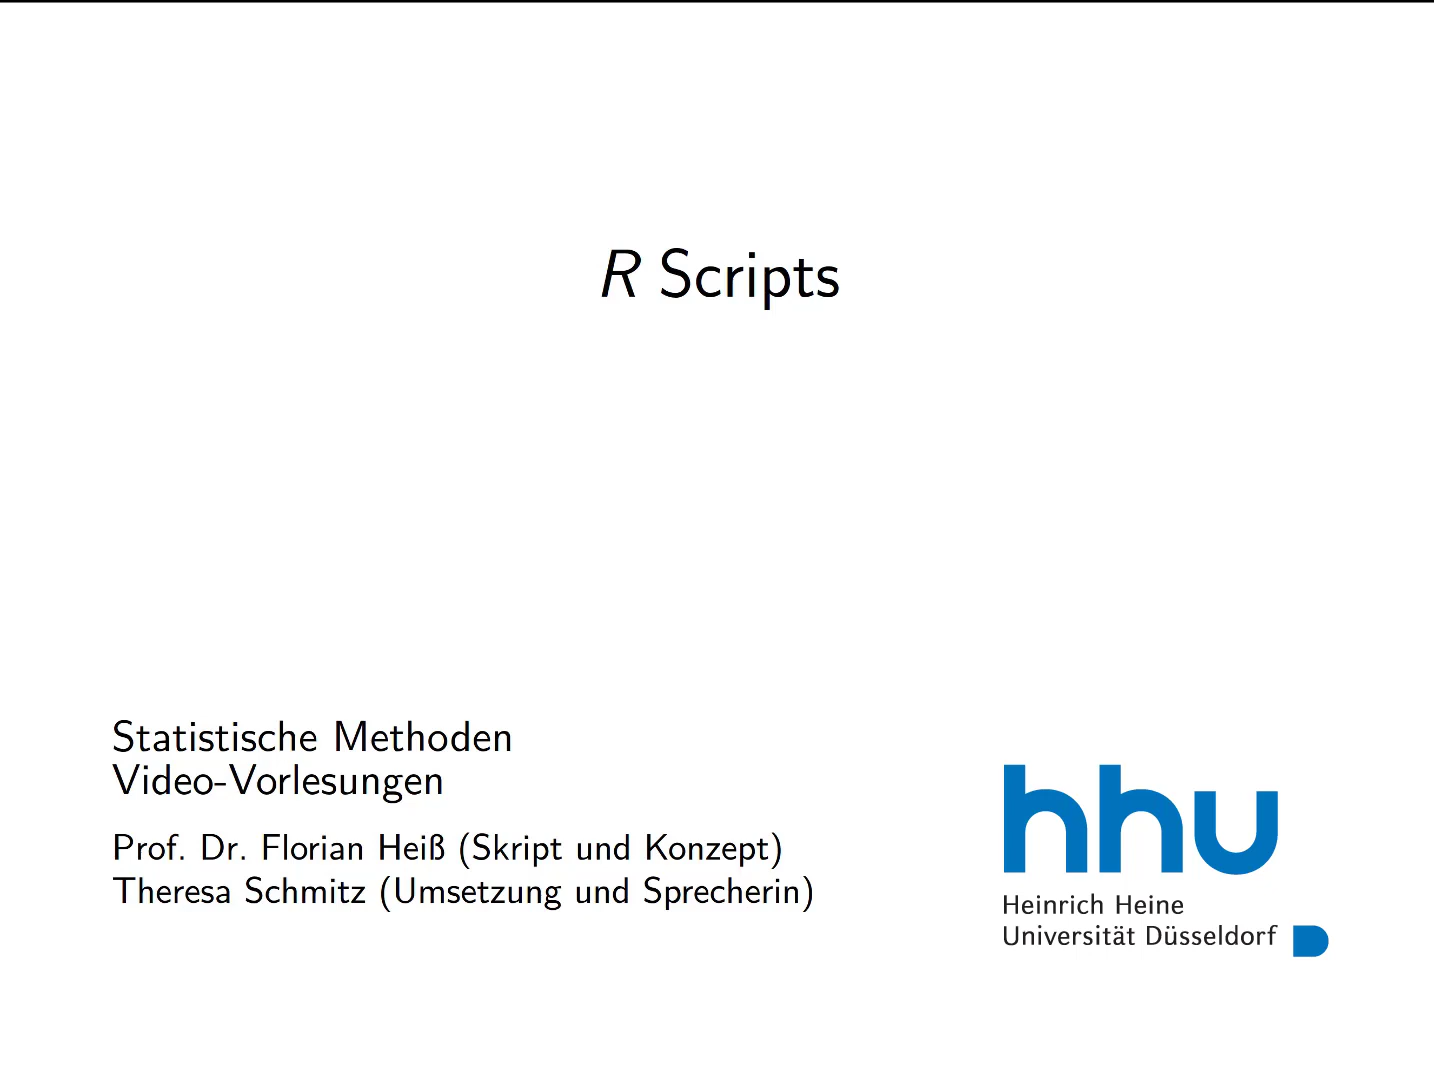 R Scripts
Statistische Methoden
Video-Vorlesungen
Prof. Dr. Florian Heiß (Skript und Konzept)
Theresa Schmitz (Umsetzung und Sprecherin)
hhu
Heinrich Heine
Universität Düsseldorf